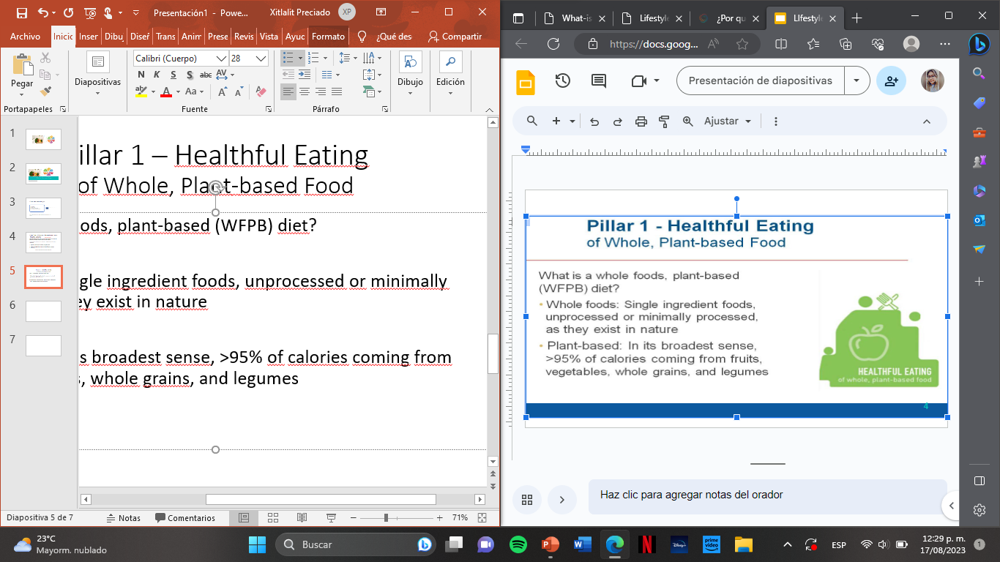 Presentación1 - Powe...
Xitlalit Preciado
XP
Archivo
Inicio
Inser
Dibu
Diseñ
Trans
Anim
Prese
Revis
Vista
Ayuc
Formato
¿Qué des
Compartir
Pegar
Portapapeles
Diapositivas
Calibri (Cuerpo)
28
N K S S abc AV
Aa A A
Fuente
Párrafo
Dibujo
Edición
1
2
3
4
5
6
7
illar 1 – Healthful Eating
of Whole, Plant-based Food
ods, plant-based (WFPB) diet?
gle ingredient foods, unprocessed or minimally
ey exist in nature
s broadest sense, >95% of calories coming from
s, whole grains, and legumes
Diapositiva 5 de 7
Notas
Comentarios
71%
What-is
Lifestyle
¿Por qu
LIfestyle
https://docs.goog...
Presentación de diapositivas
Ajustar
Pillar 1 - Healthful Eating
of Whole, Plant-based Food
What is a whole foods, plant-based
(WFPB) diet?
• Whole foods: Single ingredient foods,
unprocessed or minimally processed,
as they exist in nature
• Plant-based: In its broadest sense,
>95% of calories coming from fruits,
vegetables, whole grains, and legumes
HEALTHFUL EATING
of whole, plant-based food
4
Haz clic para agregar notas del orador
23°C
Mayorm. nublado
Buscar
Disney+
prime
video
ESP
12:29 p. m.
17/08/2023
1